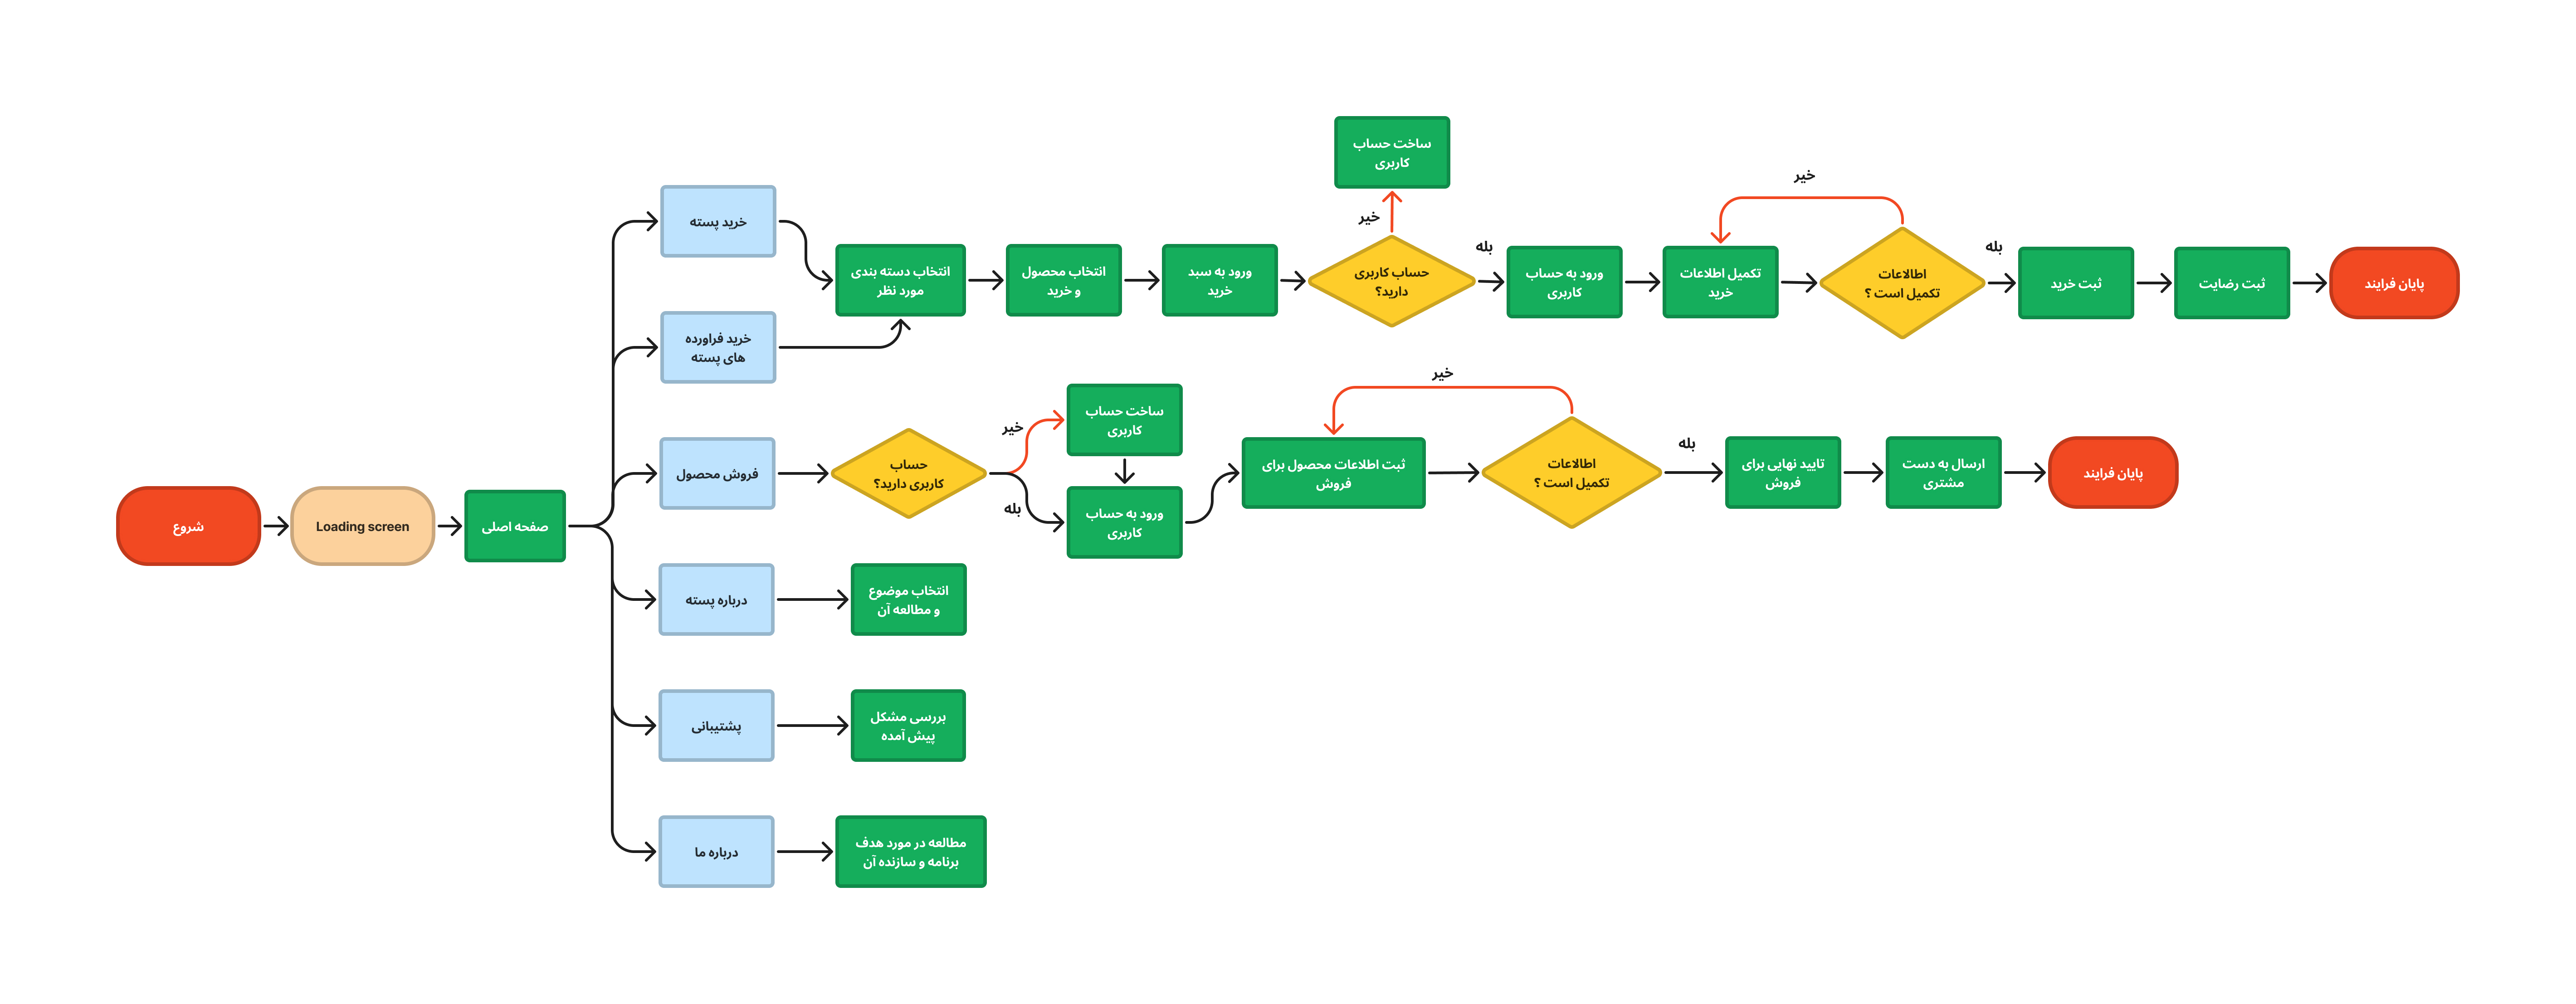 شروع
Loading screen
صفحه اصلی
خرید پسته
انتخاب دسته بندی
مورد نظر
انتخاب محصول
و خرید
ورود به سبد
خرید
حساب کاربری
دارید؟
خیر
ساخت حساب
کاربری
بله
ورود به حساب
کاربری
تکمیل اطلاعات
خرید
اطالاعات
تکمیل است ؟
خیر
بله
ثبت خرید
ثبت رضایت
پایان فرایند
خرید فراورده
های پسته
فروش محصول
حساب
کاربری دارید؟
خیر
ساخت حساب
کاربری
بله
ورود به حساب
کاربری
ثبت اطلاعات محصول برای
فروش
اطالاعات
تکمیل است ؟
خیر
بله
تایید نهایی برای
فروش
ارسال به دست
مشتری
پایان فرایند
درباره پسته
انتخاب موضوع
و مطالعه آن
پشتیبانی
بررسی مشکل
پیش آمده
درباره ما
مطالعه در مورد هدف
برنامه و سازنده آن